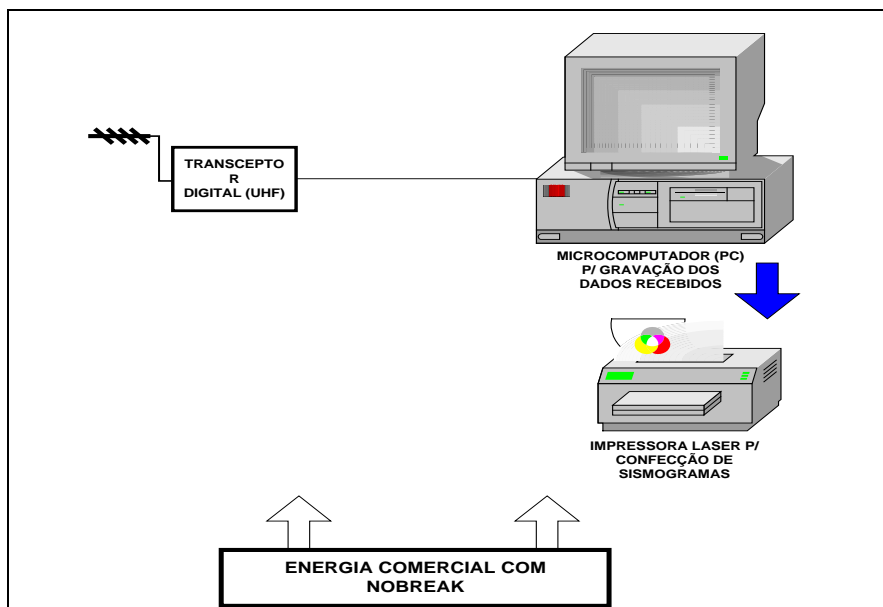 TRANSCEPTO
R
DIGITAL (UHF)
MICROCOMPUTADOR (PC)
P/ GRAVAÇÃO DOS
DADOS RECEBIDOS
IMPRESSORA LASER P/
CONFECÇÃO DE
SISMOGRAMAS
ENERGIA COMERCIAL COM
NOBREAK